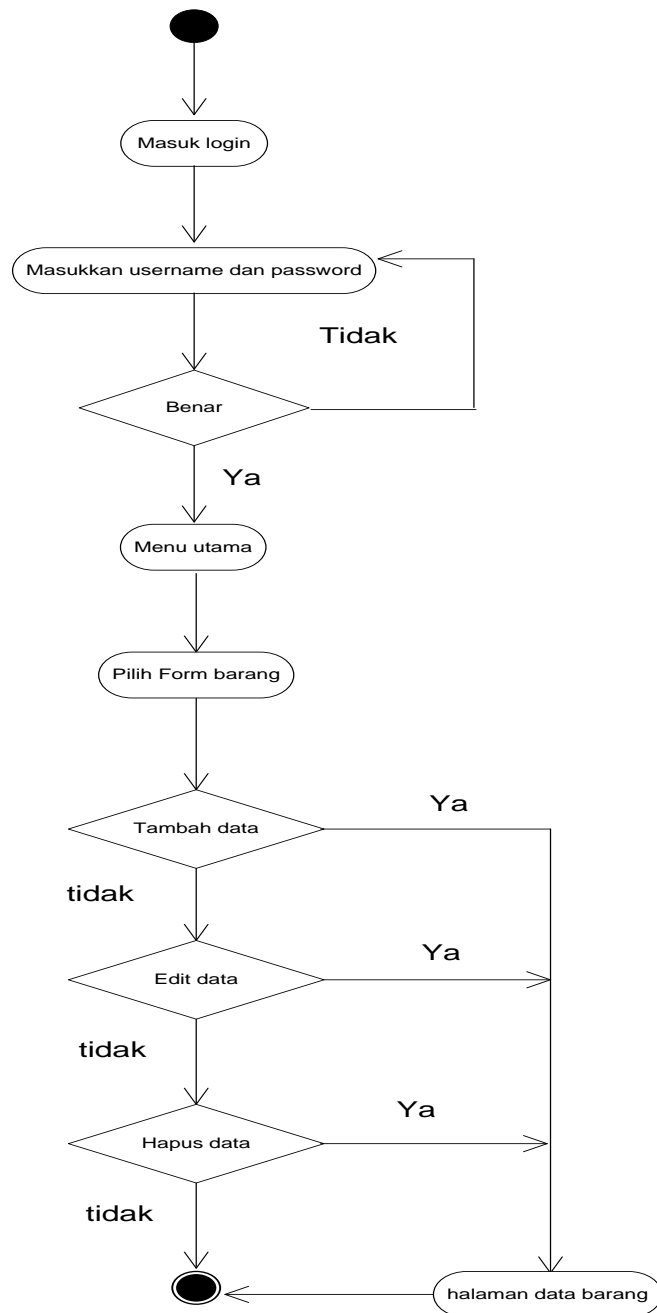 Masuk login
Masukkan username dan password
Tidak
Benar
Ya
Menu utama
Pilih Form barang
Ya
Tambah data
tidak
Ya
Edit data
tidak
Ya
Hapus data
tidak
halaman data barang